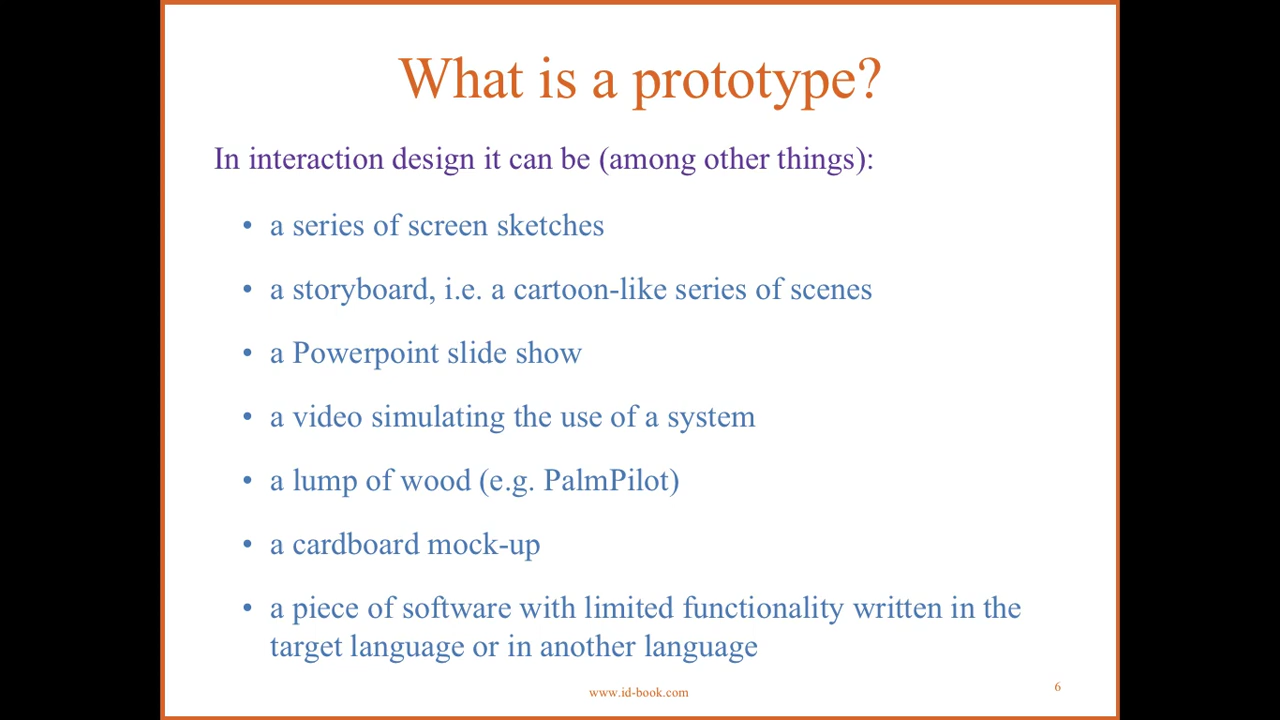 What is a prototype?
In interaction design it can be (among other things):
• a series of screen sketches
• a storyboard, i.e. a cartoon-like series of scenes
• a Powerpoint slide show
• a video simulating the use of a system
• a lump of wood (e.g. PalmPilot)
• a cardboard mock-up
• a piece of software with limited functionality written in the
target language or in another language
www.id-book.com
6